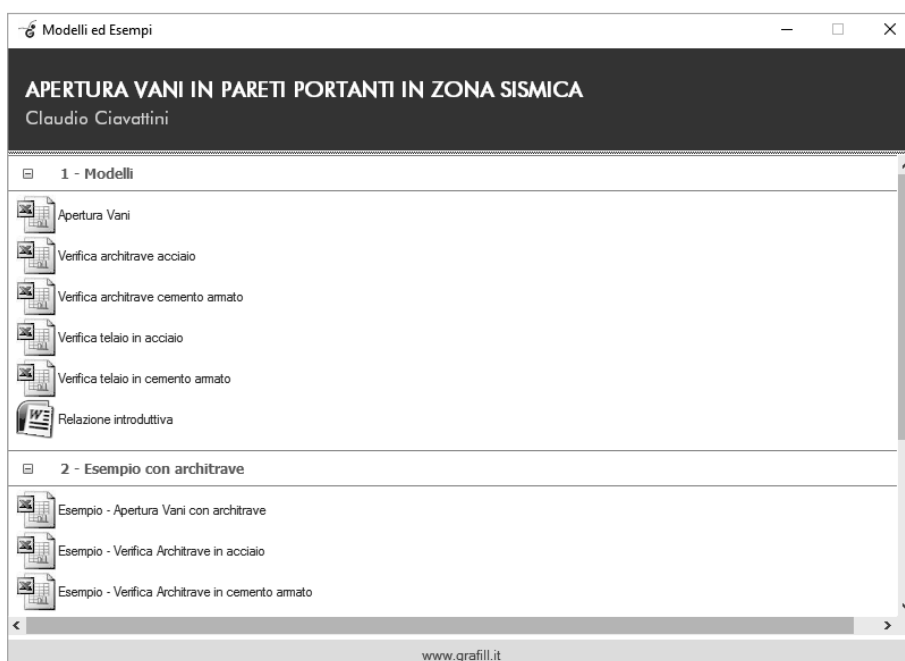 Modelli ed Esempi
APERTURA VANI IN PARETI PORTANTI IN ZONA SISMICA
Claudio Ciavattini
1 - Modelli
Apertura Vani
Verifica architrave acciaio
Verifica architrave cemento armato
Verifica telaio in acciaio
Verifica telaio in cemento armato
Relazione introduttiva
2 - Esempio con architrave
Esempio - Apertura Vani con architrave
Esempio - Verifica Architrave in acciaio
Esempio - Verifica Architrave in cemento armato
www.grafill.it